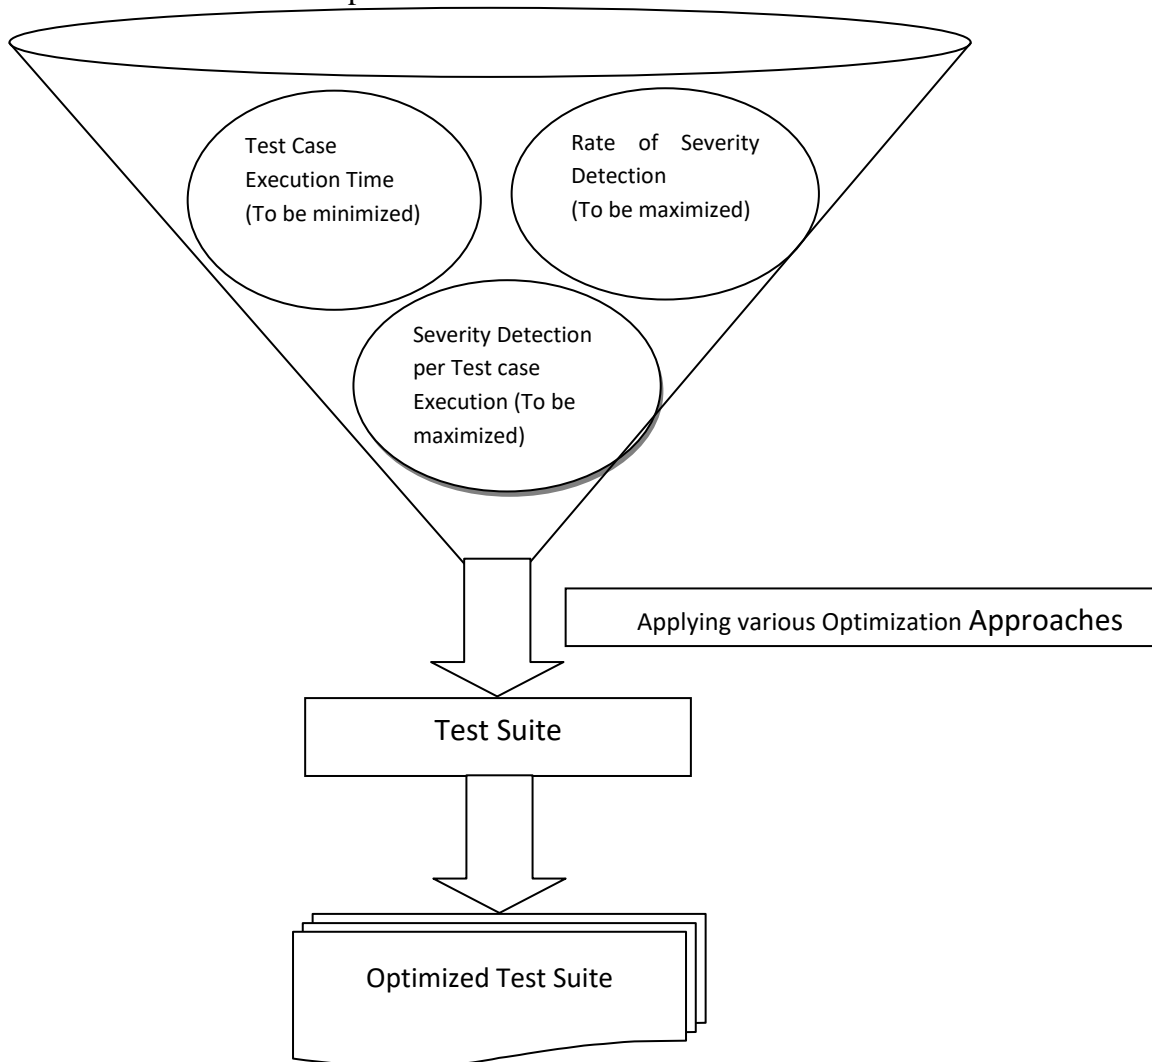 Test Case
Execution Time
(To be minimized)
Rate of Severity
Detection
(To be maximized)
Severity Detection
per Test case
Execution (To be
maximized)
Applying various Optimization Approaches
Test Suite
Optimized Test Suite